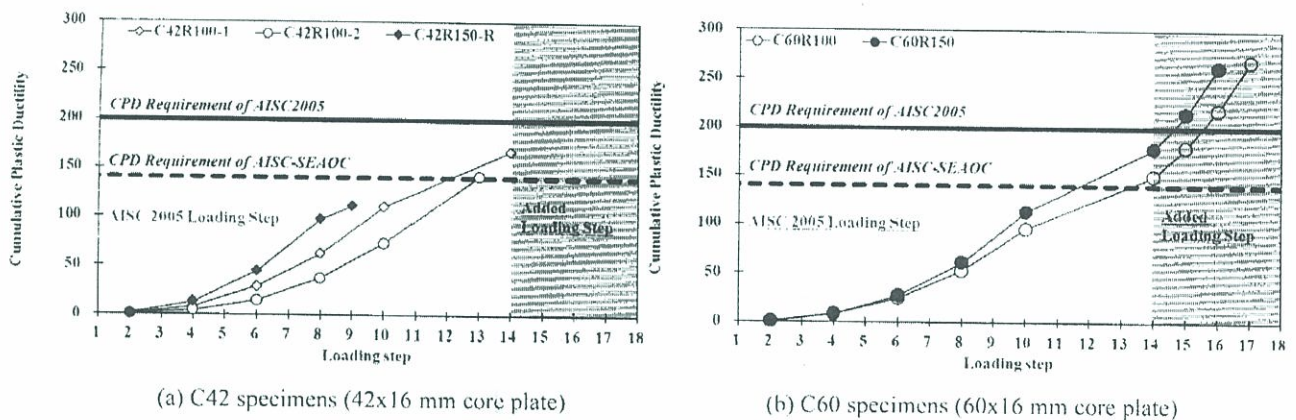 300
250
200
150
100
50
0
Cumulative Plastic Ductility
C42R100-1 C42R100-2 C42R150-R
CPD Requirement of AISC2005
CPD Requirement of AISC-SEAOC
AISC 2005 Loading Step
Added
Loading Step
1 2 3 4 5 6 7 8 9 10 11 12 13 14 15 16 17 18
Loading step
(a) C42 specimens (42x16 mm core plate)
300
250
200
150
100
50
0
Cumulative Plastic Ductility
C60R100 C60R150
CPD Requirement of AISC2005
CPD Requirement of AISC-SEAOC
AISC 2005 Loading Step
Added
Loading Step
1 2 3 4 5 6 7 8 9 10 11 12 13 14 15 16 17 18
Loading step
(b) C60 specimens (60x16 mm core plate)